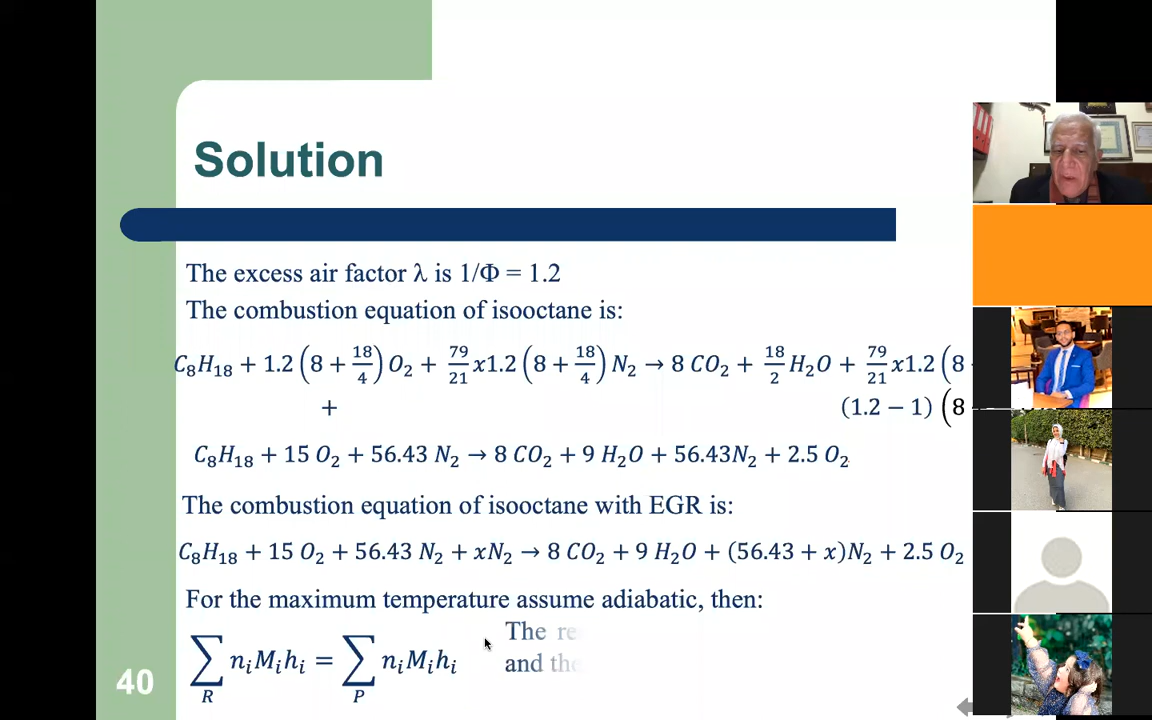 Solution
The excess air factor λ is 1/Φ = 1.2
The combustion equation of isooctane is:
C₈H₁₈ + 1.2 (8 + 18/4) O₂ + 79/21 x1.2 (8 + 18/4) N₂ → 8 CO₂ + 18/2 H₂O + 79/21 x1.2 (8
+ (1.2 − 1) (8
C₈H₁₈ + 15 O₂ + 56.43 N₂ → 8 CO₂ + 9 H₂O + 56.43N₂ + 2.5 O₂
The combustion equation of isooctane with EGR is:
C₈H₁₈ + 15 O₂ + 56.43 N₂ + xN₂ → 8 CO₂ + 9 H₂O + (56.43 + x)N₂ + 2.5 O₂
For the maximum temperature assume adiabatic, then:
∑_R nᵢMᵢhᵢ = ∑_P nᵢMᵢhᵢ
The
and
40